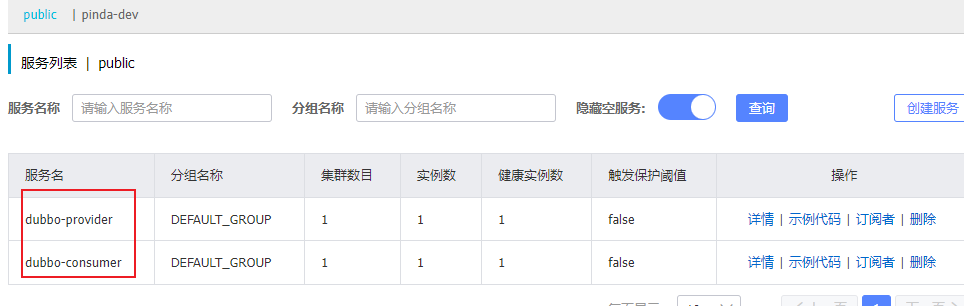 public | pinda-dev
服务列表 | public
服务名称 请输入服务名称 分组名称 请输入分组名称 隐藏空服务: 查询 创建服务
服务名 分组名称 集群数目 实例数 健康实例数 触发保护阈值 操作
dubbo-provider DEFAULT_GROUP 1 1 1 false 详情 | 示例代码 | 订阅者 | 删除
dubbo-consumer DEFAULT_GROUP 1 1 1 false 详情 | 示例代码 | 订阅者 | 删除